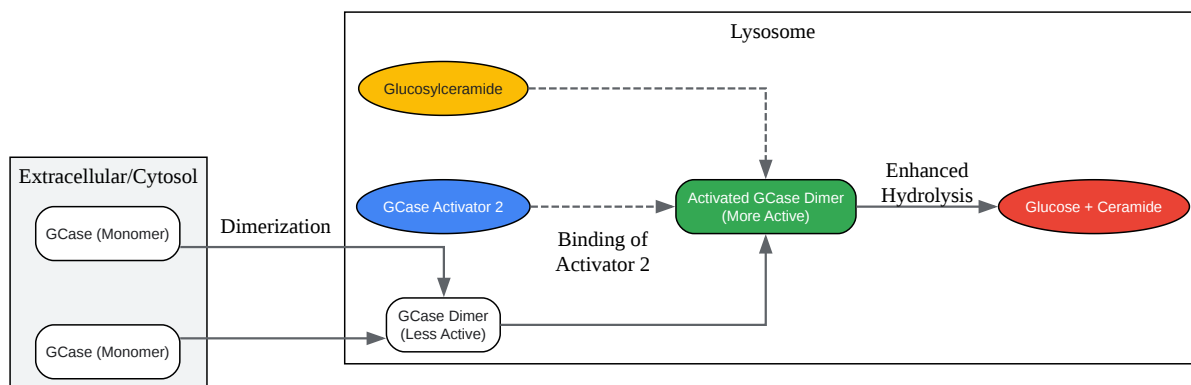 Lysosome
Glucosylceramide
Extracellular/Cytosol
GCase (Monomer)
Dimerization
GCase Activator 2
Binding of
Activator 2
Activated GCase Dimer
(More Active)
Enhanced
Hydrolysis
Glucose + Ceramide
GCase (Monomer)
GCase Dimer
(Less Active)